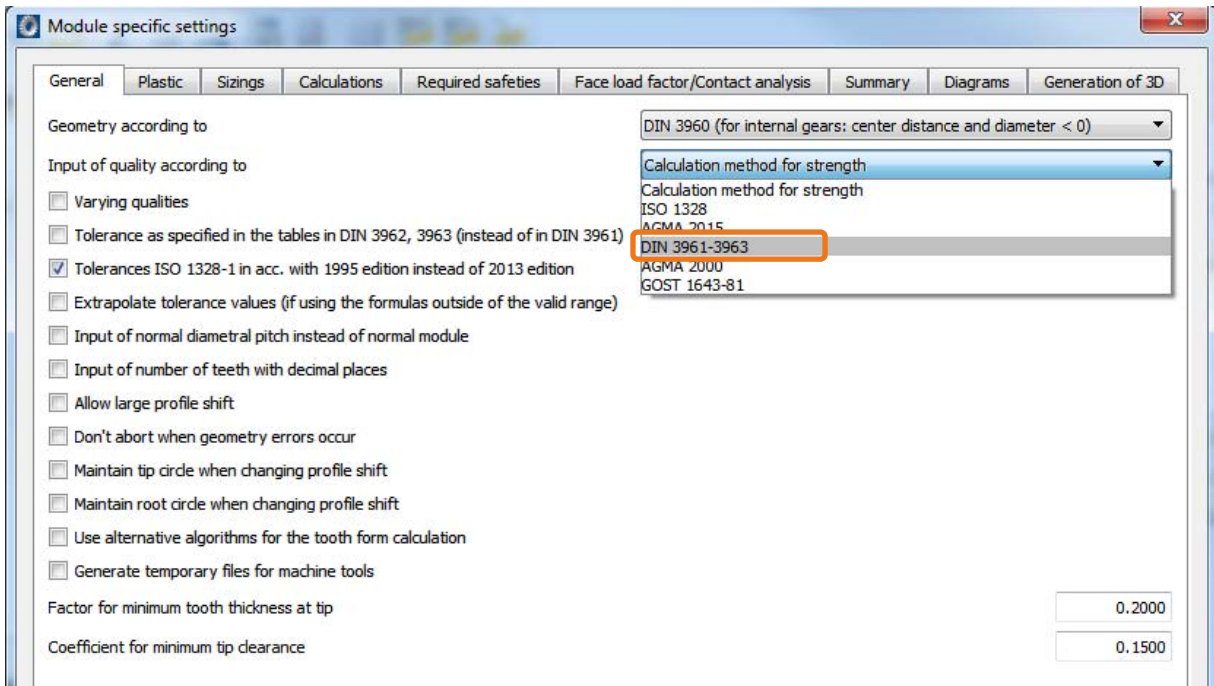 Module specific settings
General Plastic Sizings Calculations Required safeties Face load factor/Contact analysis Summary Diagrams Generation of 3D
Geometry according to DIN 3960 (for internal gears: center distance and diameter < 0)
Input of quality according to Calculation method for strength
Calculation method for strength
Varying qualities
ISO 1328
AGMA 2015
Tolerance as specified in the tables in DIN 3962, 3963 (instead of in DIN 3961)
DIN 3961-3963
Tolerances ISO 1328-1 in acc. with 1995 edition instead of 2013 edition
AGMA 2000
GOST 1643-81
Extrapolate tolerance values (if using the formulas outside of the valid range)
Input of normal diametral pitch instead of normal module
Input of number of teeth with decimal places
Allow large profile shift
Don't abort when geometry errors occur
Maintain tip circle when changing profile shift
Maintain root circle when changing profile shift
Use alternative algorithms for the tooth form calculation
Generate temporary files for machine tools
Factor for minimum tooth thickness at tip 0.2000
Coefficient for minimum tip clearance 0.1500